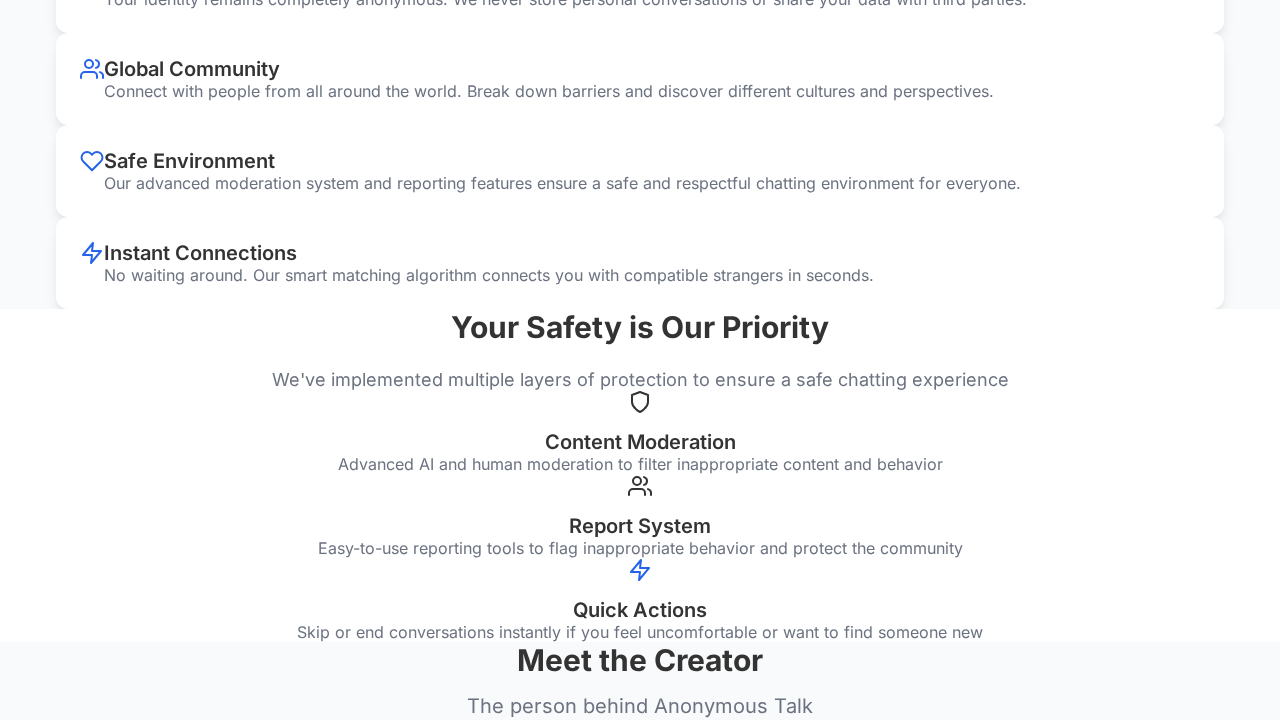 Your identity remains completely anonymous. We never store personal conversations or share your data with third parties.
Global Community
Connect with people from all around the world. Break down barriers and discover different cultures and perspectives.
Safe Environment
Our advanced moderation system and reporting features ensure a safe and respectful chatting environment for everyone.
Instant Connections
No waiting around. Our smart matching algorithm connects you with compatible strangers in seconds.
Your Safety is Our Priority
We've implemented multiple layers of protection to ensure a safe chatting experience
Content Moderation
Advanced AI and human moderation to filter inappropriate content and behavior
Report System
Easy-to-use reporting tools to flag inappropriate behavior and protect the community
Quick Actions
Skip or end conversations instantly if you feel uncomfortable or want to find someone new
Meet the Creator
The person behind Anonymous Talk